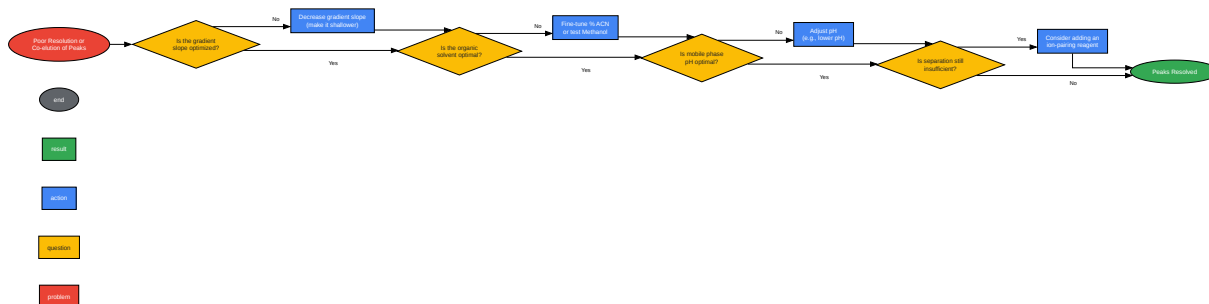 Poor Resolution or
Co-elution of Peaks
Is the gradient
slope optimized?
No
Decrease gradient slope
(make it shallower)
Yes
Is the organic
solvent optimal?
No
Fine-tune % ACN
or test Methanol
Yes
Is mobile phase
pH optimal?
No
Adjust pH
(e.g., lower pH)
Yes
Is separation still
insufficient?
Yes
Consider adding an
ion-pairing reagent
No
Peaks Resolved
end
result
action
question
problem